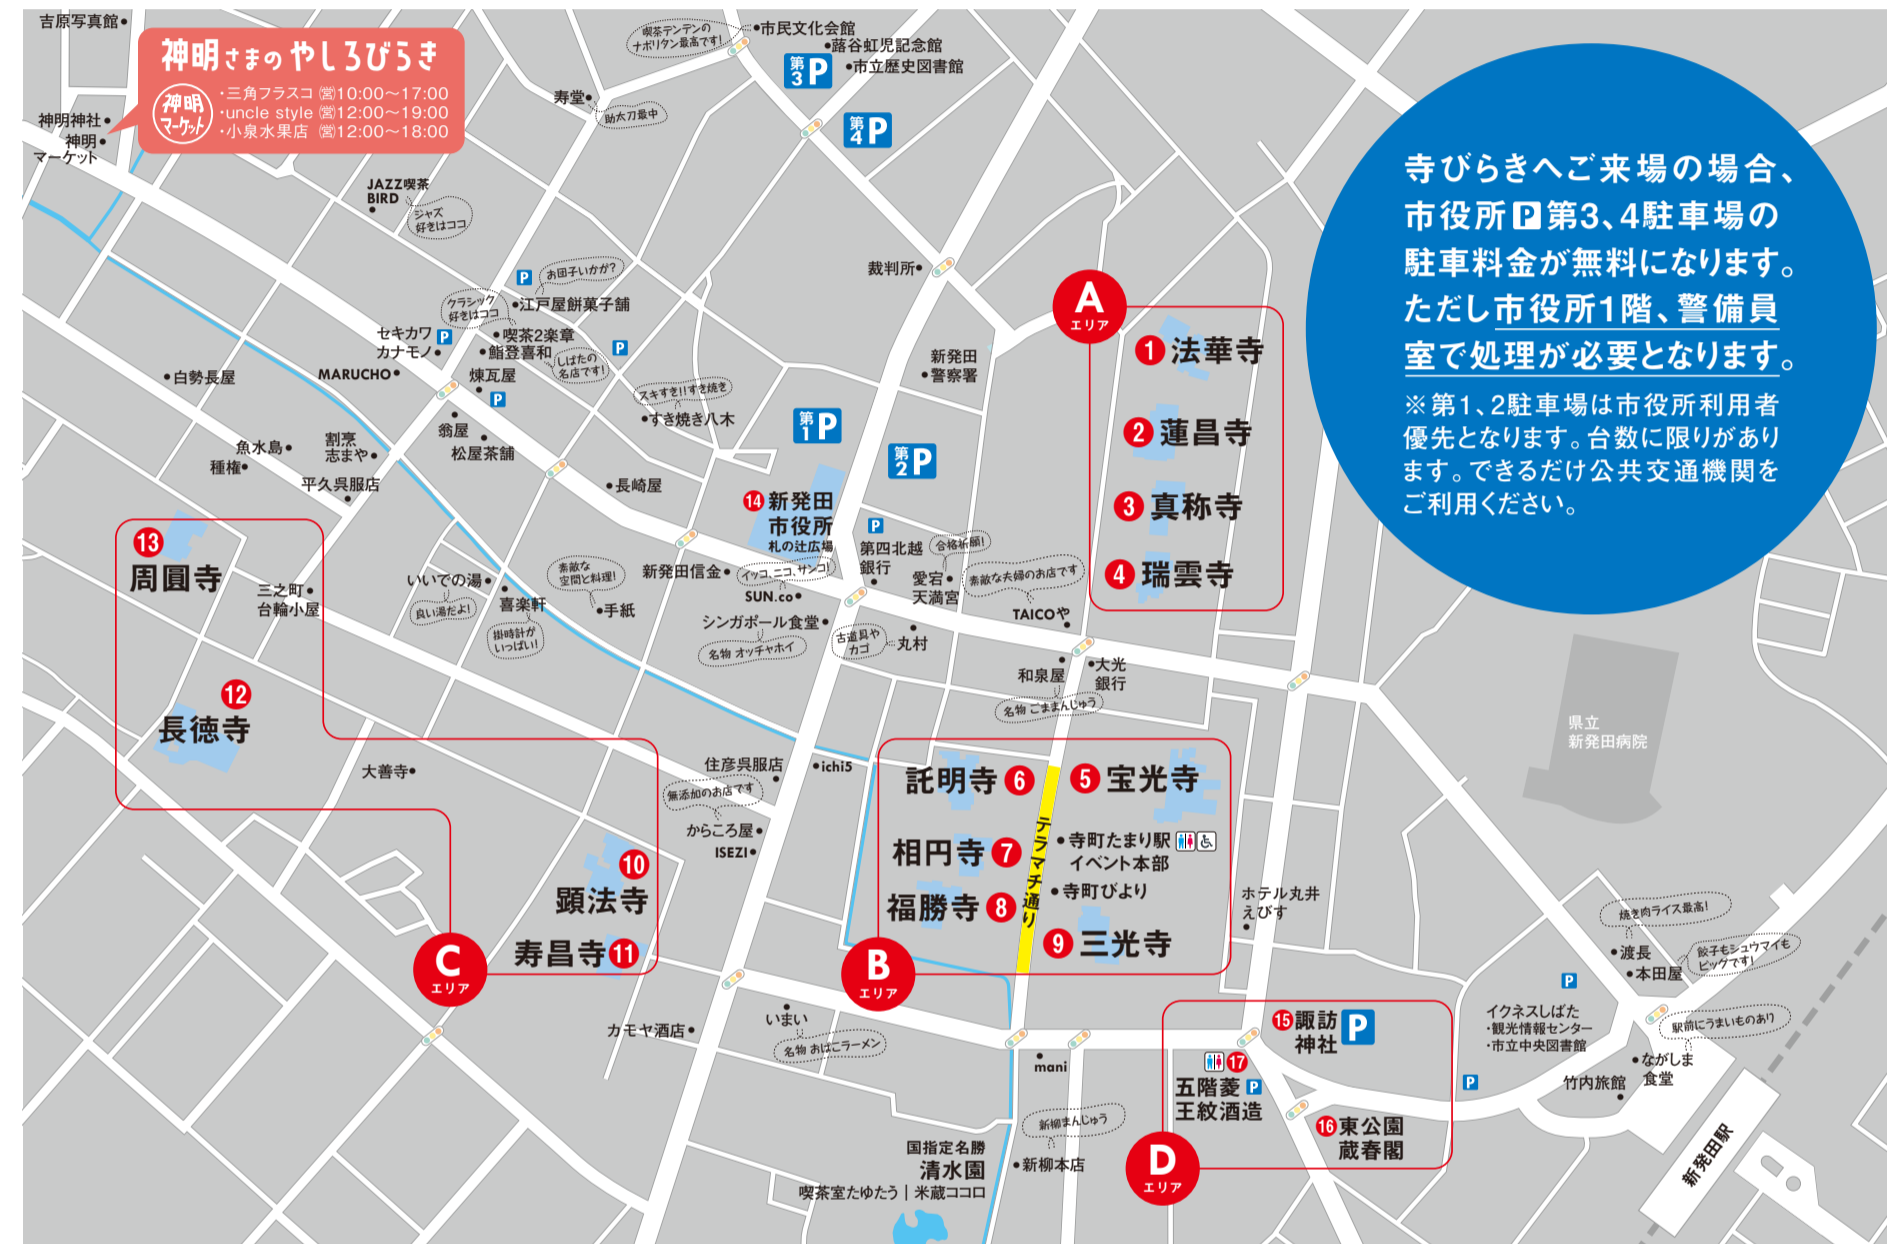 吉原写真館
神明さまのやしろびらき
神明
マーケット
・三角フラスコ ㊂10:00〜17:00
・uncle style ㊂12:00〜19:00
・小泉水果店 ㊂12:00〜18:00
神明神社
神明
マーケット
喫茶デンデンの
ナポリタン最高です!
市民文化会館
蕗谷虹児記念館
市立歴史図書館
第3 P
第4 P
寿堂
助太刀最中
JAZZ喫茶
BIRD
ジャズ
好きはココ
裁判所
寺びらきへご来場の場合、
市役所P第3、4駐車場の
駐車料金が無料になります。
ただし市役所1階、警備員
室で処理が必要となります。
※第1、2駐車場は市役所利用者
優先となります。台数に限りがあり
ます。できるだけ公共交通機関を
ご利用ください。
P
お団子いかが?
江戸屋餅菓子舗
クラシック
好きはココ
喫茶2楽章
鮨登喜和
しばたの
名店です!
P
セキカワ
カナモノ
P
MARUCHO
煉瓦屋
P
白勢長屋
スキすき!!すき焼き
すき焼き八木
翁屋
松屋茶舗
魚水島
種権
割烹
志まや
平久呉服店
長崎屋
新発田
警察署
第1 P
第2 P
A
エリア
1 法華寺
2 蓮昌寺
3 真称寺
4 瑞雲寺
14 新発田
市役所
札の辻広場
P
第四北越
銀行
合格祈願!
愛宕
天満宮
素敵な夫婦のお店です
TAICOや
新発田信金
イッコ、ニコ、サンコ!
SUN.co
シンガポール食堂
名物 オッチャホイ
古道具や
カゴ
丸村
和泉屋
名物 ごままんじゅう
大光
銀行
13
周圓寺
三之町
台輪小屋
いいでの湯
良い湯だよ!
喜楽軒
掛時計が
いっぱい!
素敵な
空間と料理!
手紙
12
長徳寺
大善寺
県立
新発田病院
住彦呉服店
ichi5
無添加のお店です
からころ屋
ISEZI
託明寺 6
5 宝光寺
相円寺 7
福勝寺 8
テラマチ通り
寺町たまり駅
イベント本部
寺町びより
9 三光寺
B
エリア
10
顕法寺
寿昌寺 11
C
エリア
ホテル丸井
えびす
焼き肉ライス最高!
渡長
本田屋
餃子もシュウマイも
ビッグです!
P
イクネスしばた
・観光情報センター
・市立中央図書館
駅前にうまいものあり
ながしま
食堂
竹内旅館
P
新発田駅
カモヤ酒店
いまい
名物 おばこラーメン
mani
15 諏訪
神社
P
17
五階菱 P
王紋酒造
16 東公園
蔵春閣
D
エリア
新柳まんじゅう
新柳本店
国指定名勝
清水園
喫茶室たゆたう｜米蔵ココロ